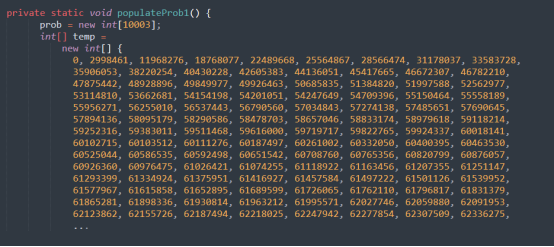 private static void populateProb1() {
prob = new int[10003];
int[] temp =
new int[] {
0, 2998461, 11968276, 18768077, 22489668, 25564867, 28566474, 31178037, 33583728,
35906053, 38220254, 40430228, 42605383, 44136051, 45417665, 46672307, 46782210,
47875442, 48928896, 49849977, 49926463, 50685835, 51384820, 51997588, 52562977,
53114810, 53662681, 54154198, 54201051, 54247649, 54709395, 55150464, 55558189,
55956271, 56255010, 56537443, 56790560, 57034843, 57274138, 57485651, 57690645,
57894136, 58095179, 58290586, 58478703, 58657046, 58833174, 58979618, 59118214,
59252316, 59383011, 59511468, 59616000, 59719717, 59822765, 59924337, 60018141,
60102715, 60103512, 60111276, 60187497, 60261002, 60332050, 60400395, 60463530,
60525044, 60586535, 60592498, 60651542, 60708760, 60765356, 60820799, 60876057,
60926360, 60976475, 61026421, 61074255, 61118922, 61163456, 61207355, 61251147,
61293399, 61334924, 61375951, 61416927, 61457584, 61497222, 61501126, 61539952,
61577967, 61615858, 61652895, 61689599, 61726065, 61762110, 61796817, 61831379,
61865281, 61898336, 61930814, 61963212, 61995571, 62027746, 62059880, 62091953,
62123862, 62155726, 62187494, 62218025, 62247942, 62277854, 62307509, 62336275,
...